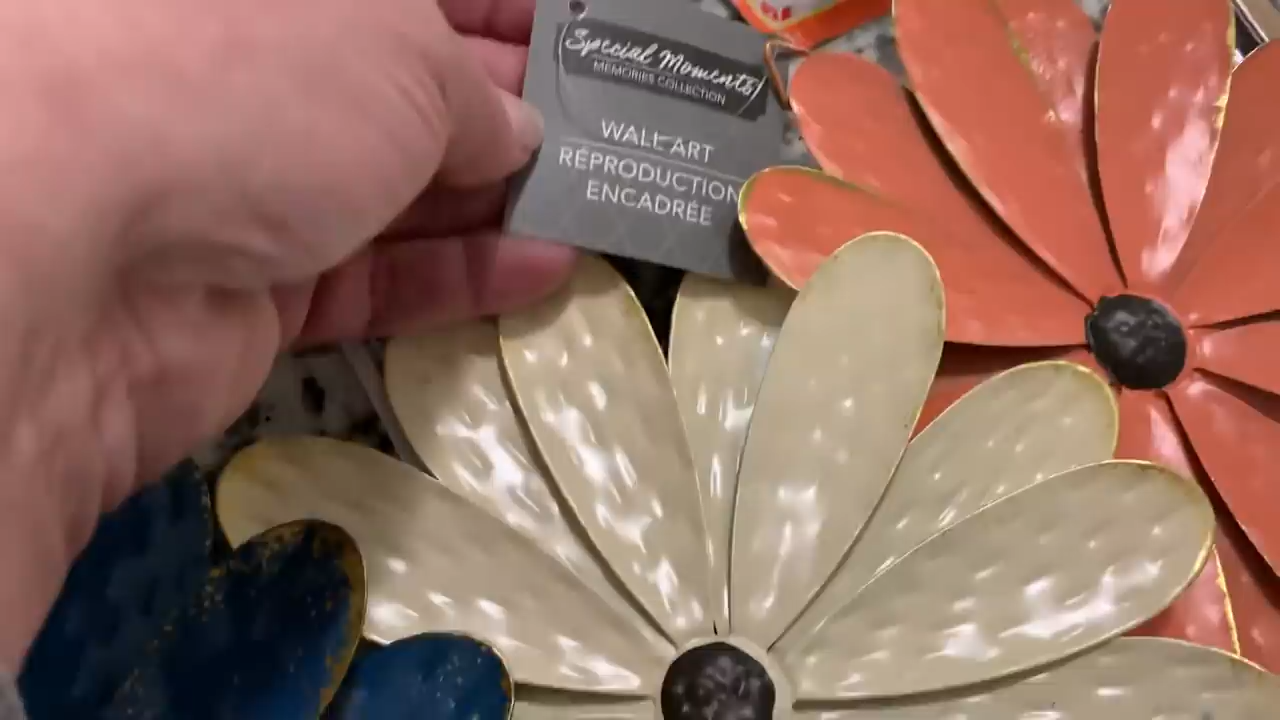 Special Moments
MEMORIES COLLECTION
WALL ART
RÉPRODUCTION
ENCADRÉE